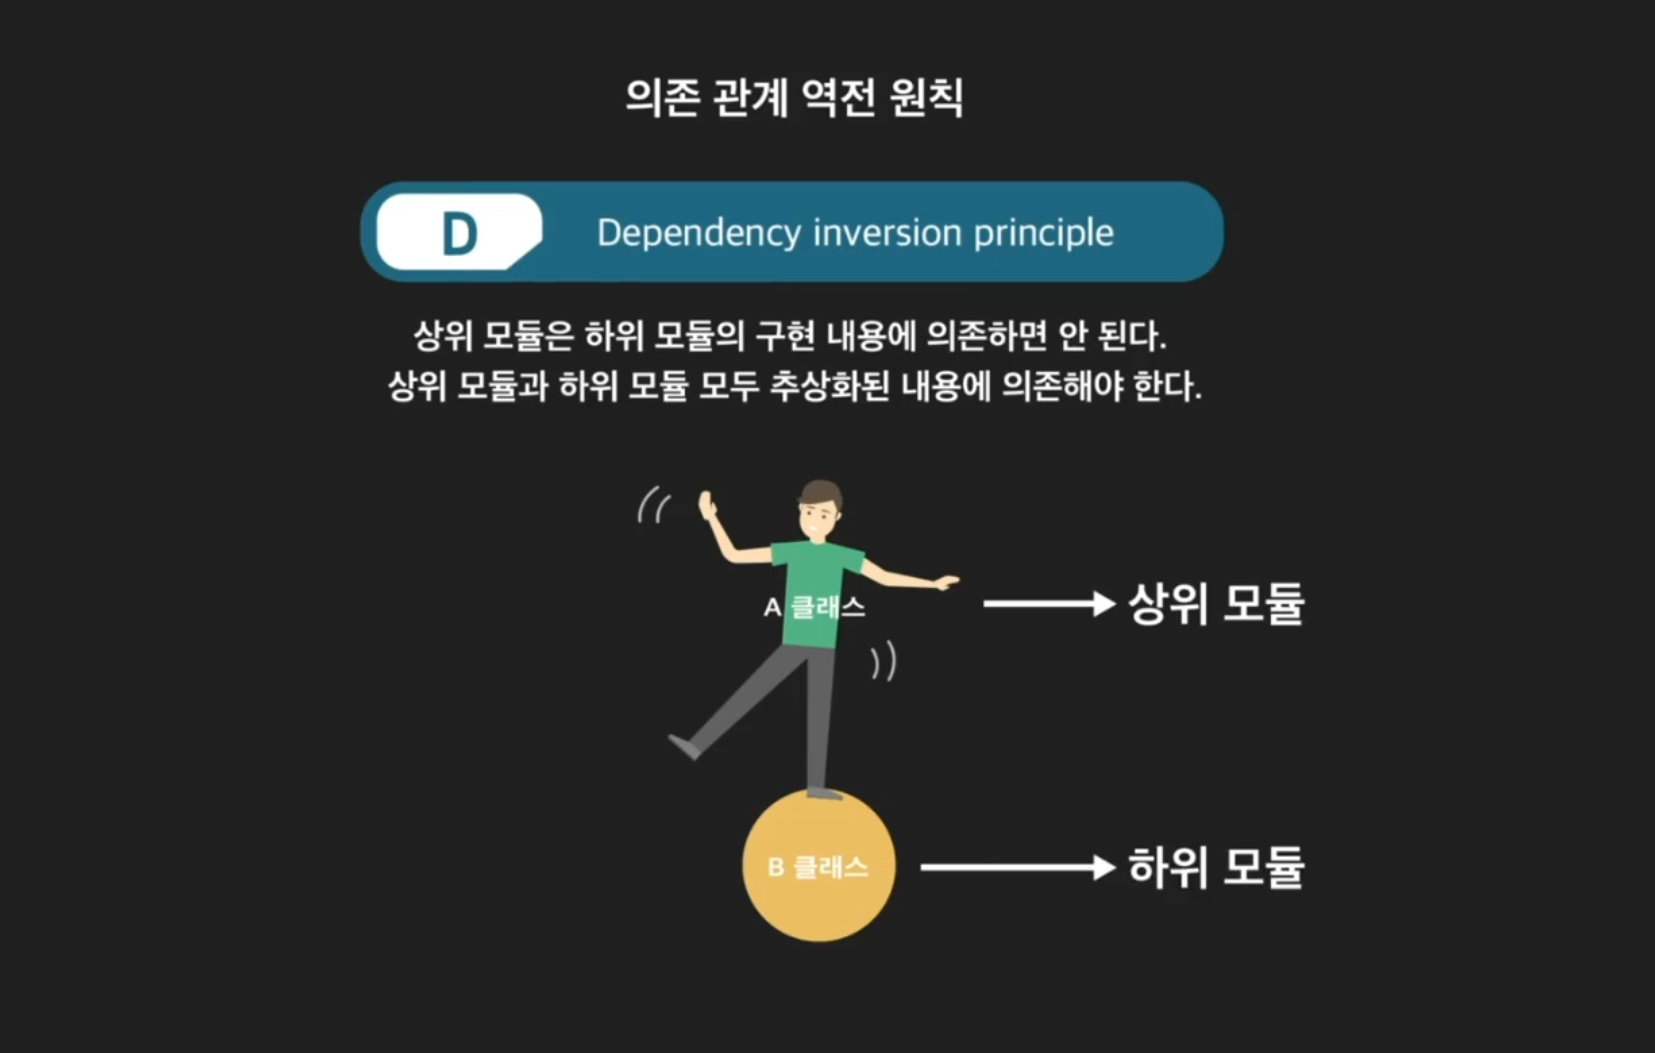 의존 관계 역전 원칙
D
Dependency inversion principle
상위 모듈은 하위 모듈의 구현 내용에 의존하면 안 된다.
상위 모듈과 하위 모듈 모두 추상화된 내용에 의존해야 한다.
A 클래스
상위 모듈
B 클래스
하위 모듈